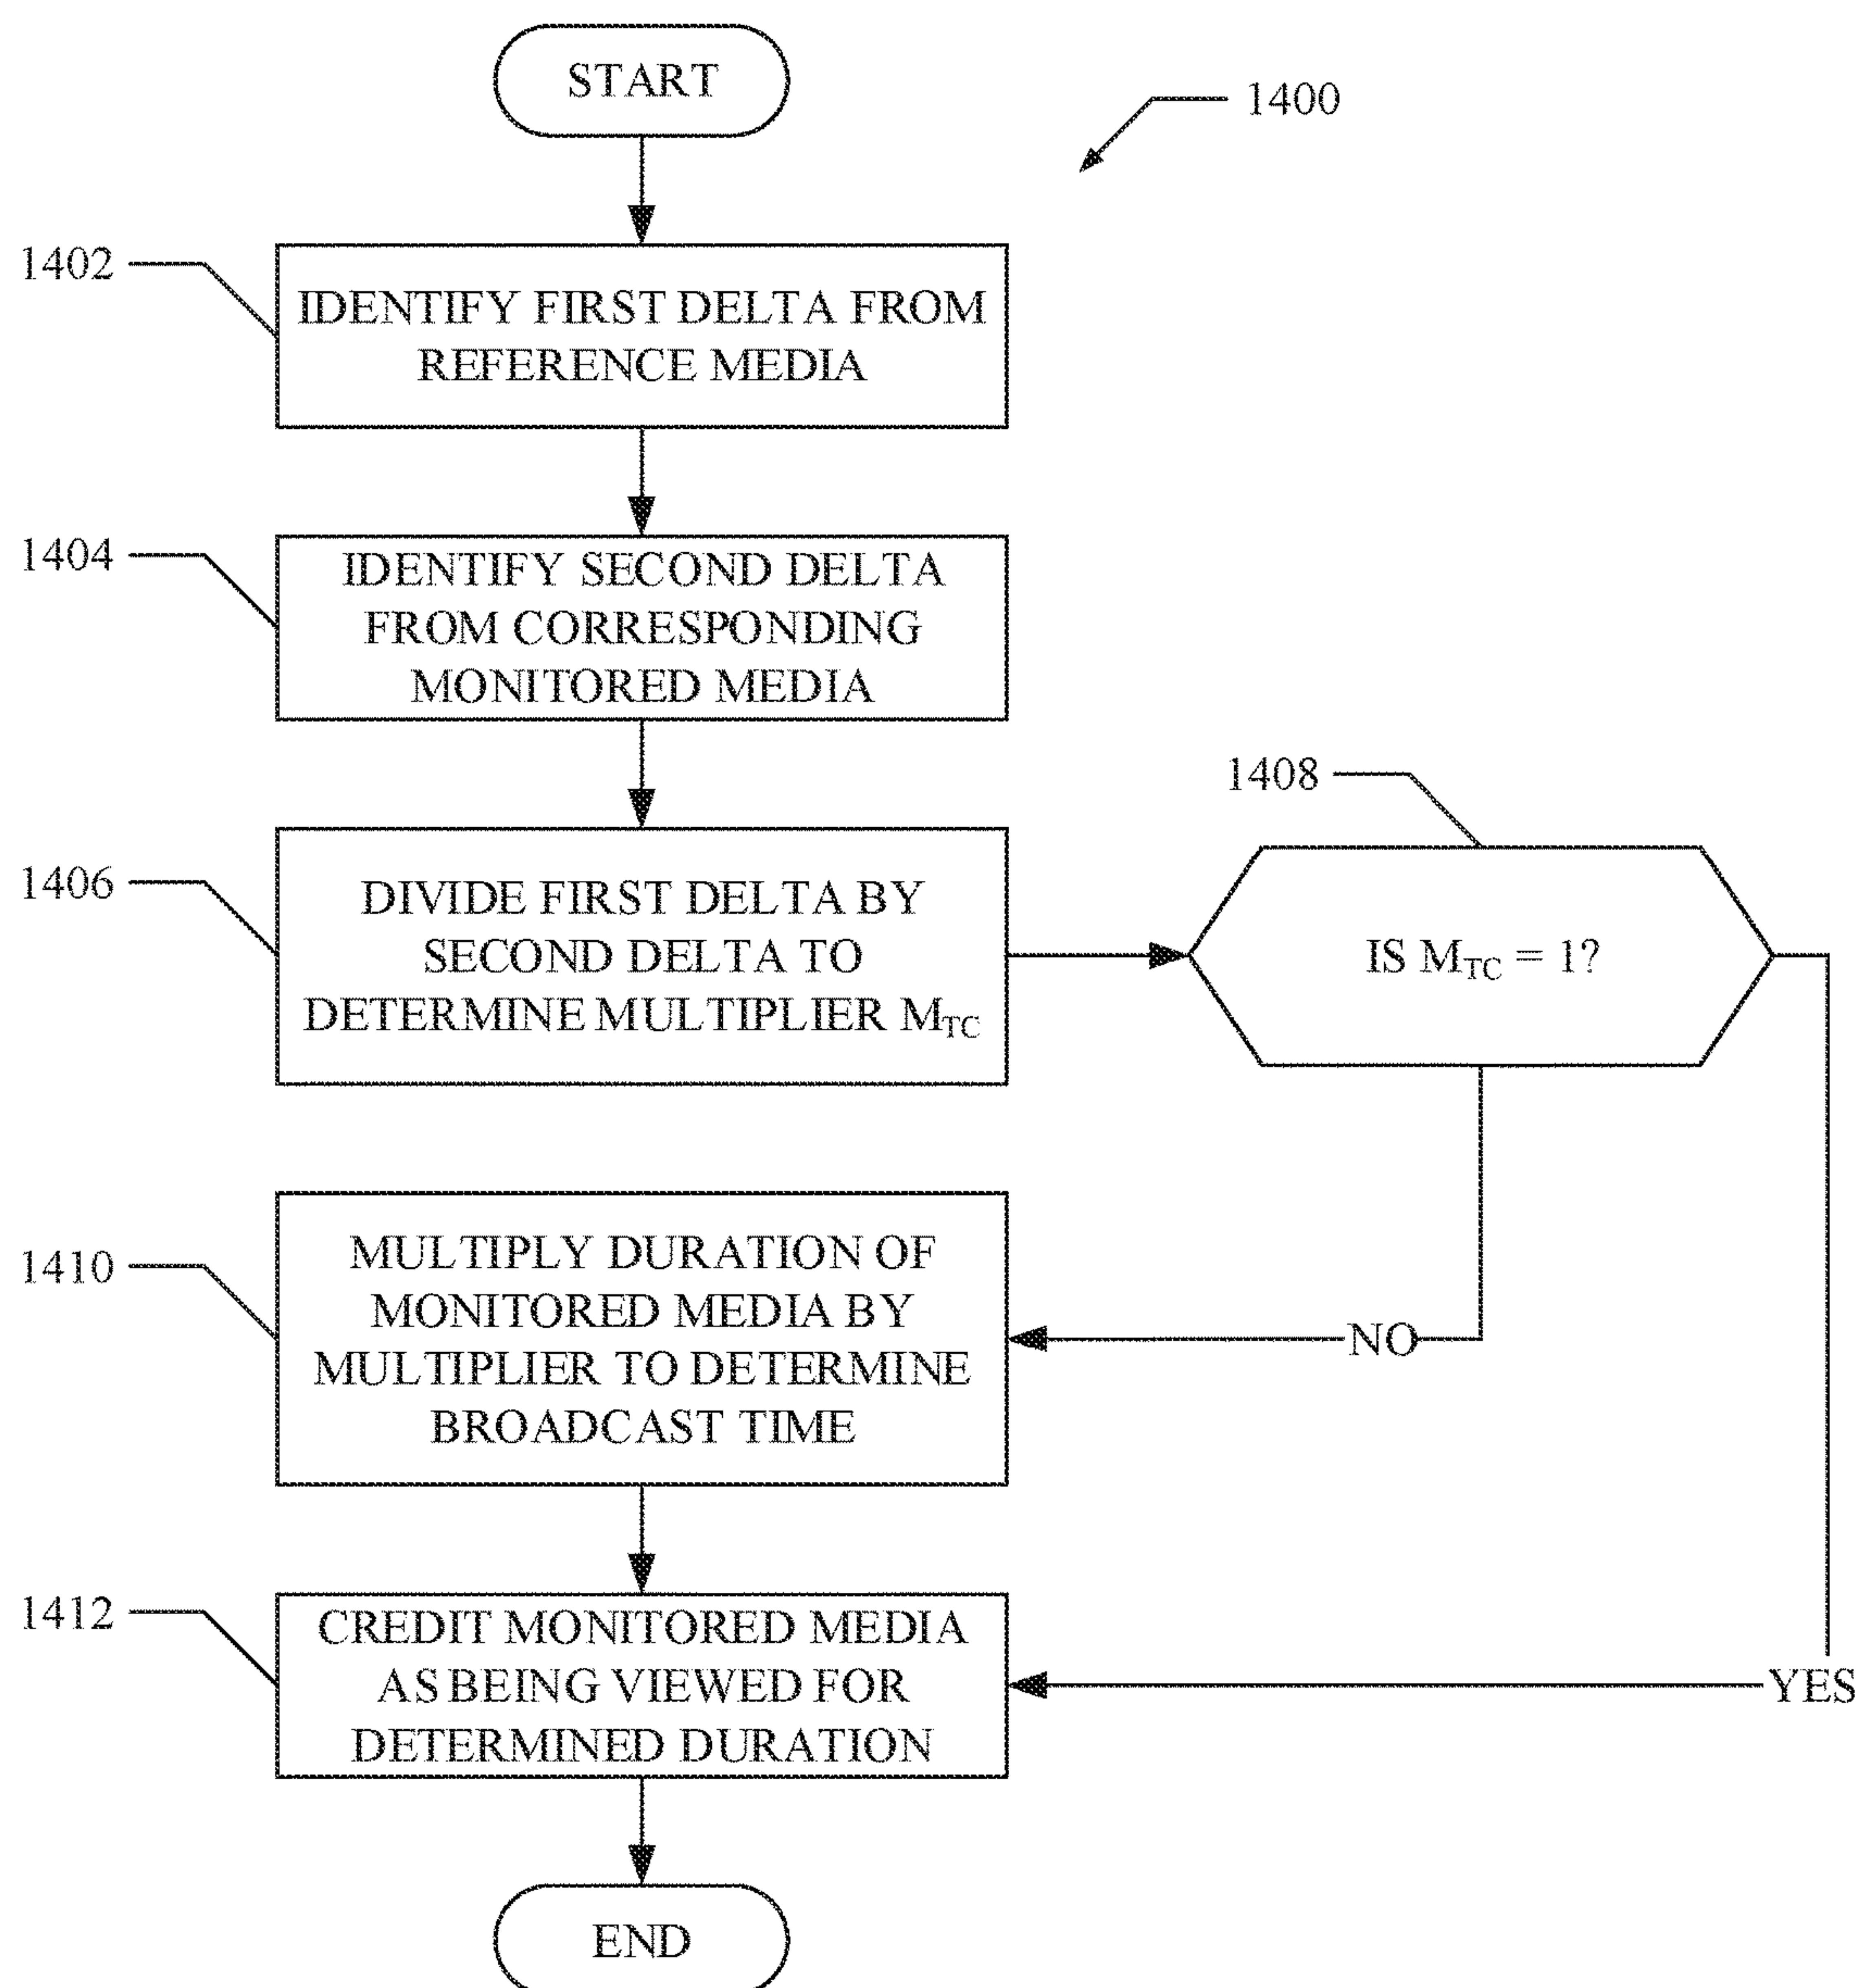 START
1400
1402
IDENTIFY FIRST DELTA FROM
REFERENCE MEDIA
1404
IDENTIFY SECOND DELTA
FROM CORRESPONDING
MONITORED MEDIA
1408
1406
DIVIDE FIRST DELTA BY
SECOND DELTA TO
DETERMINE MULTIPLIER M_TC
IS M_TC = 1?
1410
MULTIPLY DURATION OF
MONITORED MEDIA BY
MULTIPLIER TO DETERMINE
BROADCAST TIME
NO
1412
CREDIT MONITORED MEDIA
AS BEING VIEWED FOR
DETERMINED DURATION
YES
END